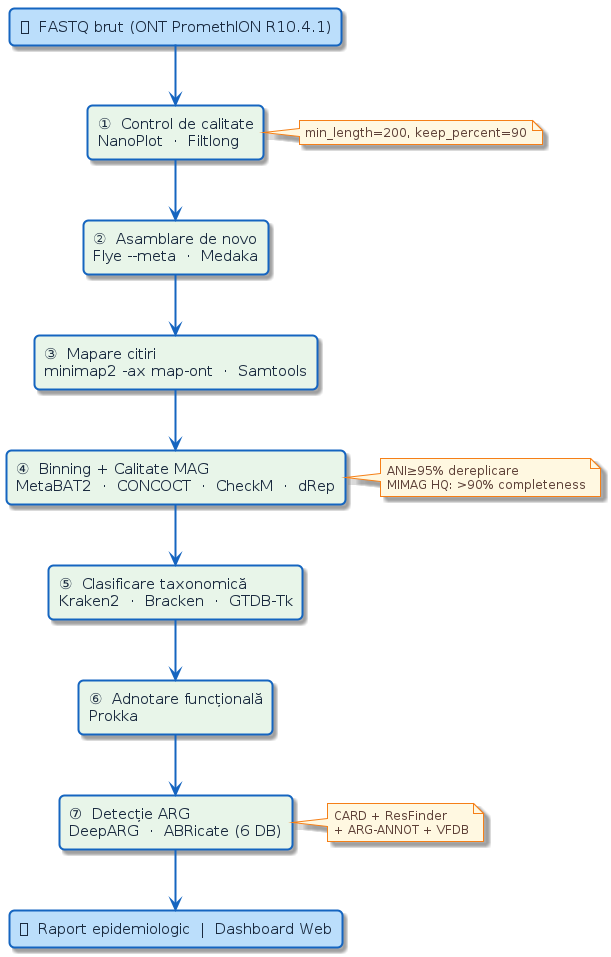 FASTQ brut (ONT PromethION R10.4.1)
① Control de calitate
NanoPlot · Filtlong
min_length=200, keep_percent=90
② Asamblare de novo
Flye --meta · Medaka
③ Mapare citiri
minimap2 -ax map-ont · Samtools
④ Binning + Calitate MAG
MetaBAT2 · CONCOCT · CheckM · dRep
ANI≥95% dereplicare
MIMAG HQ: >90% completeness
⑤ Clasificare taxonomică
Kraken2 · Bracken · GTDB-Tk
⑥ Adnotare funcțională
Prokka
⑦ Detecție ARG
DeepARG · ABRicate (6 DB)
CARD + ResFinder
+ ARG-ANNOT + VFDB
Raport epidemiologic | Dashboard Web